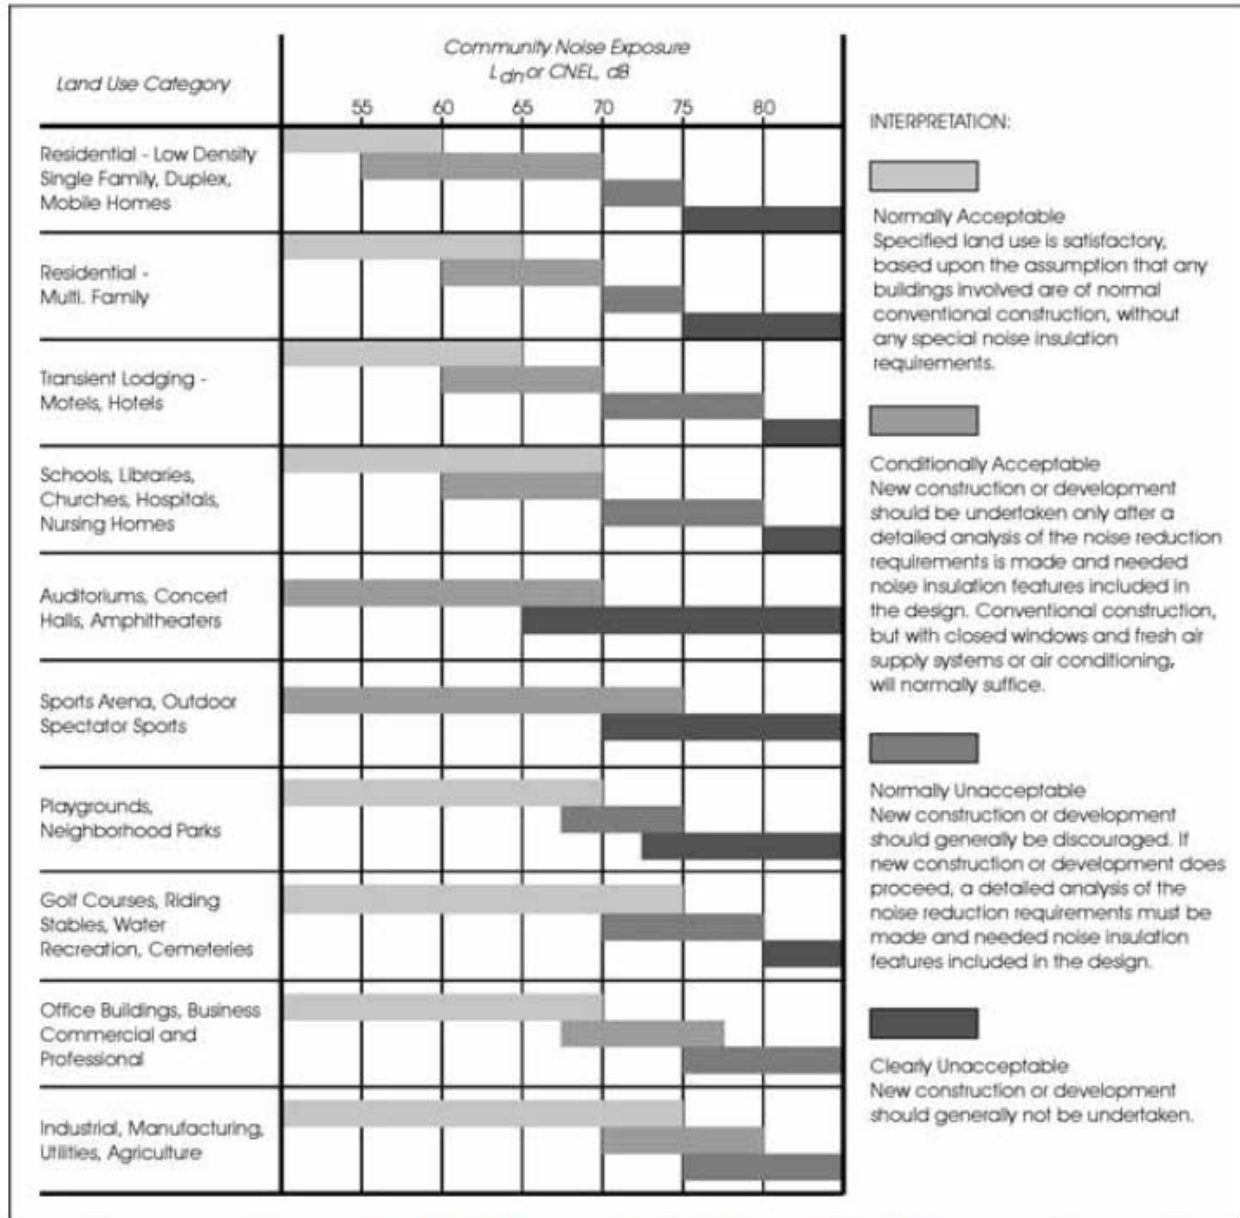 Community Noise Exposure
Ldn or CNEL, dB
Land Use Category
55 60 65 70 75 80
Residential - Low Density
Single Family, Duplex,
Mobile Homes
Residential -
Multi. Family
Transient Lodging -
Motels, Hotels
Schools, Libraries,
Churches, Hospitals,
Nursing Homes
Auditoriums, Concert
Halls, Amphitheaters
Sports Arena, Outdoor
Spectator Sports
Playgrounds,
Neighborhood Parks
Golf Courses, Riding
Stables, Water
Recreation, Cemeteries
Office Buildings, Business
Commercial and
Professional
Industrial, Manufacturing,
Utilities, Agriculture
INTERPRETATION:
Normally Acceptable
Specified land use is satisfactory,
based upon the assumption that any
buildings involved are of normal
conventional construction, without
any special noise insulation
requirements.
Conditionally Acceptable
New construction or development
should be undertaken only after a
detailed analysis of the noise reduction
requirements is made and needed
noise insulation features included in
the design. Conventional construction,
but with closed windows and fresh air
supply systems or air conditioning,
will normally suffice.
Normally Unacceptable
New construction or development
should generally be discouraged. If
new construction or development does
proceed, a detailed analysis of the
noise reduction requirements must be
made and needed noise insulation
features included in the design.
Clearly Unacceptable
New construction or development
should generally not be undertaken.